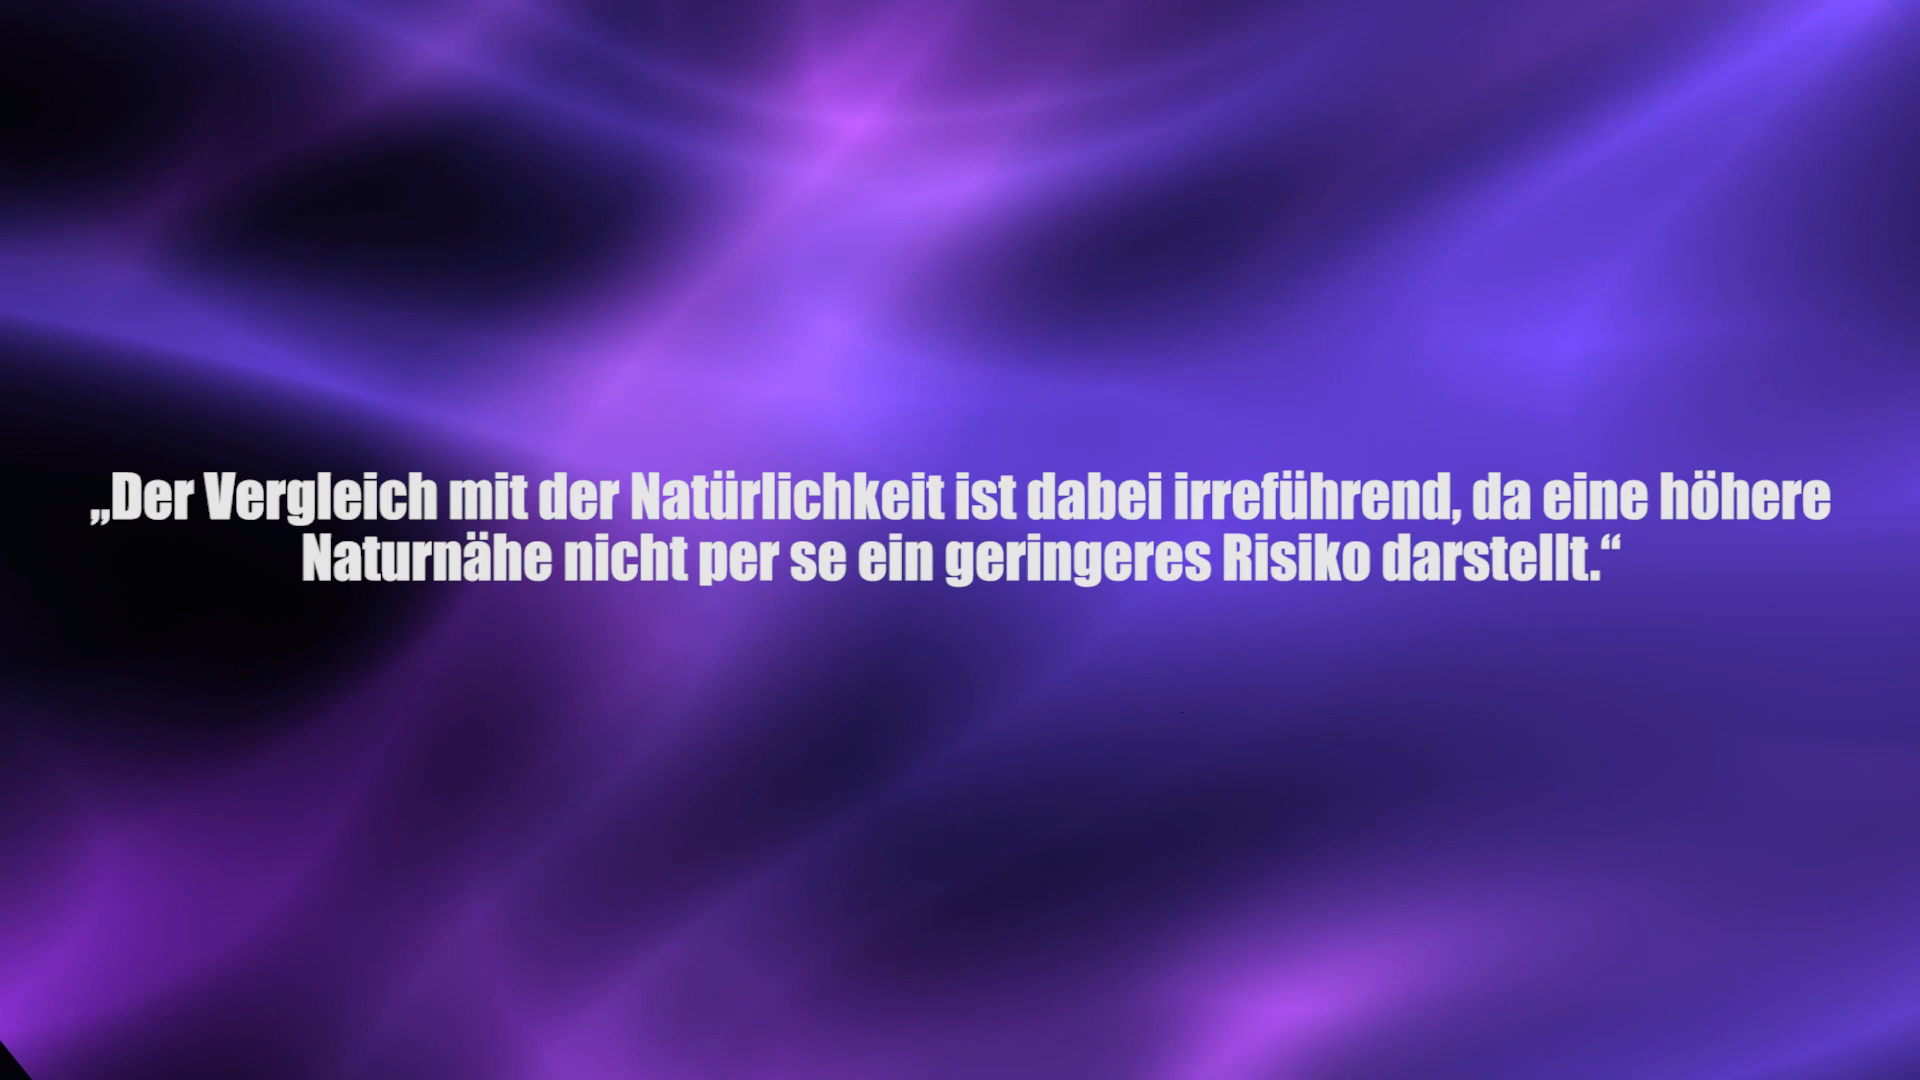 „Der Vergleich mit der Natürlichkeit ist dabei irreführend, da eine höhere
Naturnähe nicht per se ein geringeres Risiko darstellt.“